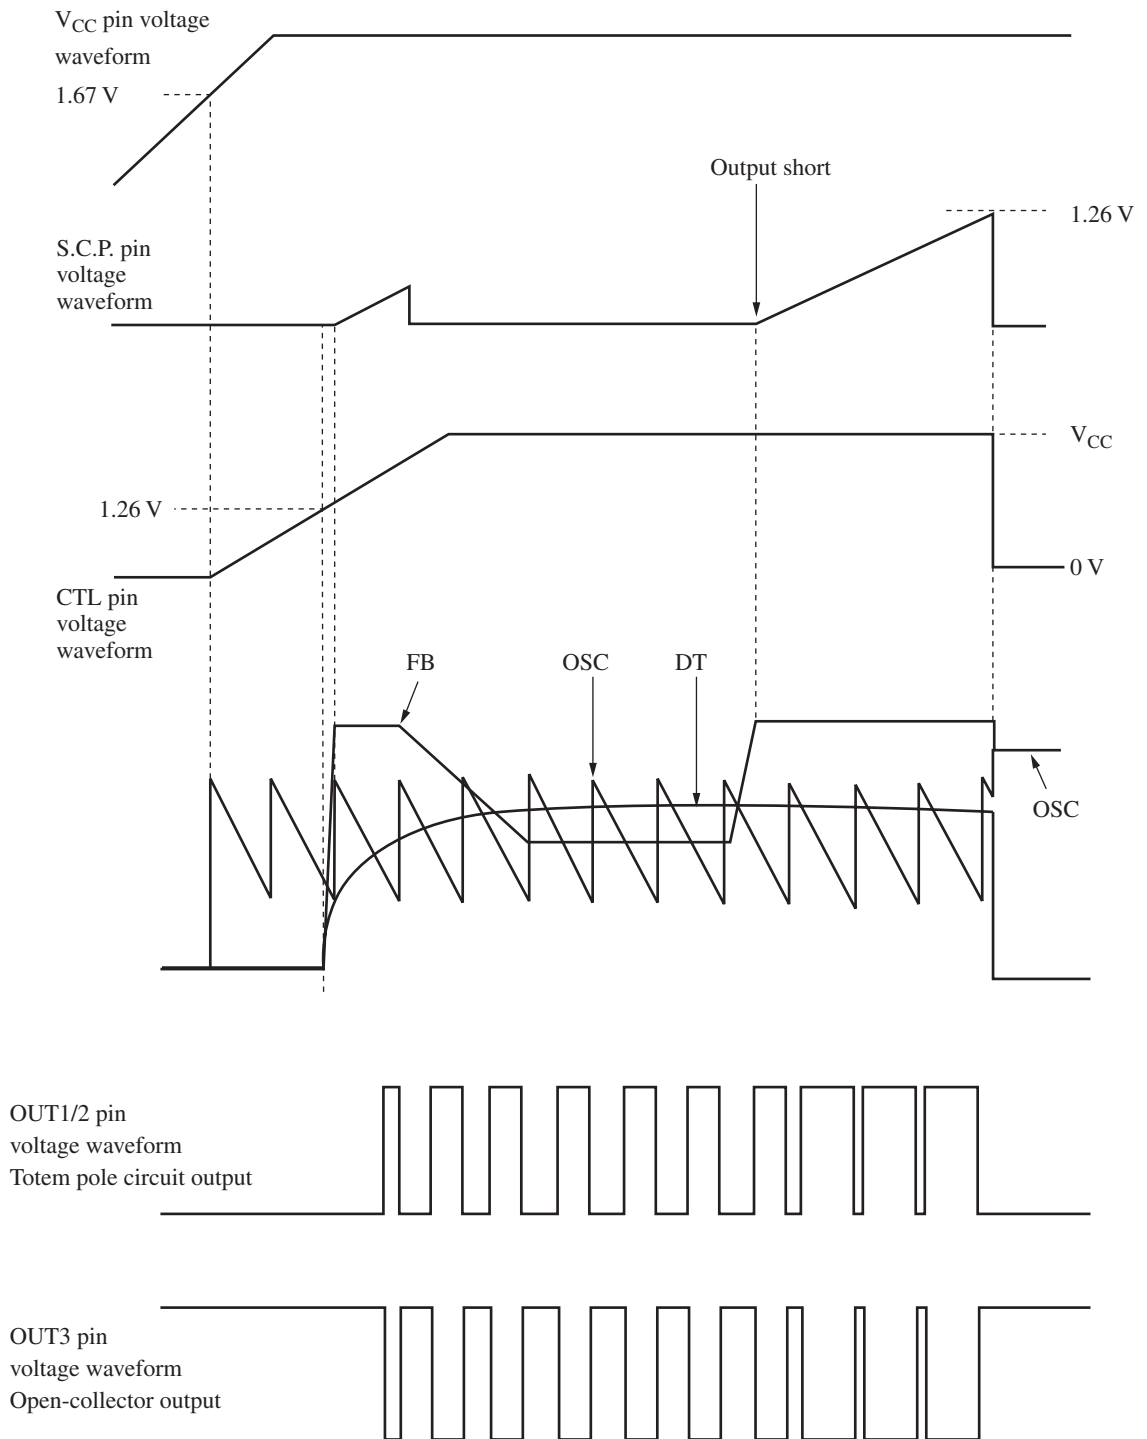 VCC pin voltage
waveform
1.67 V
Output short
1.26 V
S.C.P. pin
voltage
waveform
VCC
1.26 V
0 V
CTL pin
voltage
waveform
FB
OSC
DT
OSC
OUT1/2 pin
voltage waveform
Totem pole circuit output
OUT3 pin
voltage waveform
Open-collector output